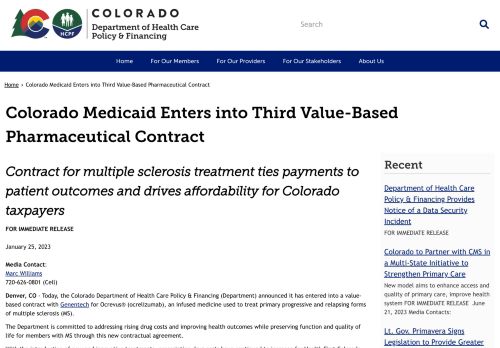 COLORADO
Department of Health Care
Policy & Financing
HCPF
Search
Home
For Our Members
For Our Providers
For Our Stakeholders
About Us
Home › Colorado Medicaid Enters into Third Value-Based Pharmaceutical Contract
Colorado Medicaid Enters into Third Value-Based
Pharmaceutical Contract
Contract for multiple sclerosis treatment ties payments to
patient outcomes and drives affordability for Colorado
taxpayers
FOR IMMEDIATE RELEASE
January 25, 2023
Media Contact:
Marc Williams
720-626-0801 (Cell)
Denver, CO - Today, the Colorado Department of Health Care Policy & Financing (Department) announced it has entered into a value-
based contract with Genentech for Ocrevus® (ocrelizumab), an infused medicine used to treat primary progressive and relapsing forms
of multiple sclerosis (MS).
The Department is committed to addressing rising drug costs and improving health outcomes while preserving function and quality of
life for members with MS through this new contractual agreement.
Recent
Department of Health Care
Policy & Financing Provides
Notice of a Data Security
Incident
FOR IMMEDIATE RELEASE
Colorado to Partner with CMS in
a Multi-State Initiative to
Strengthen Primary Care
New model aims to enhance access and
quality of primary care, improve health
system FOR IMMEDIATE RELEASE June
21, 2023 Media Contacts:
Lt. Gov. Primavera Signs
Legislation to Provide Greater